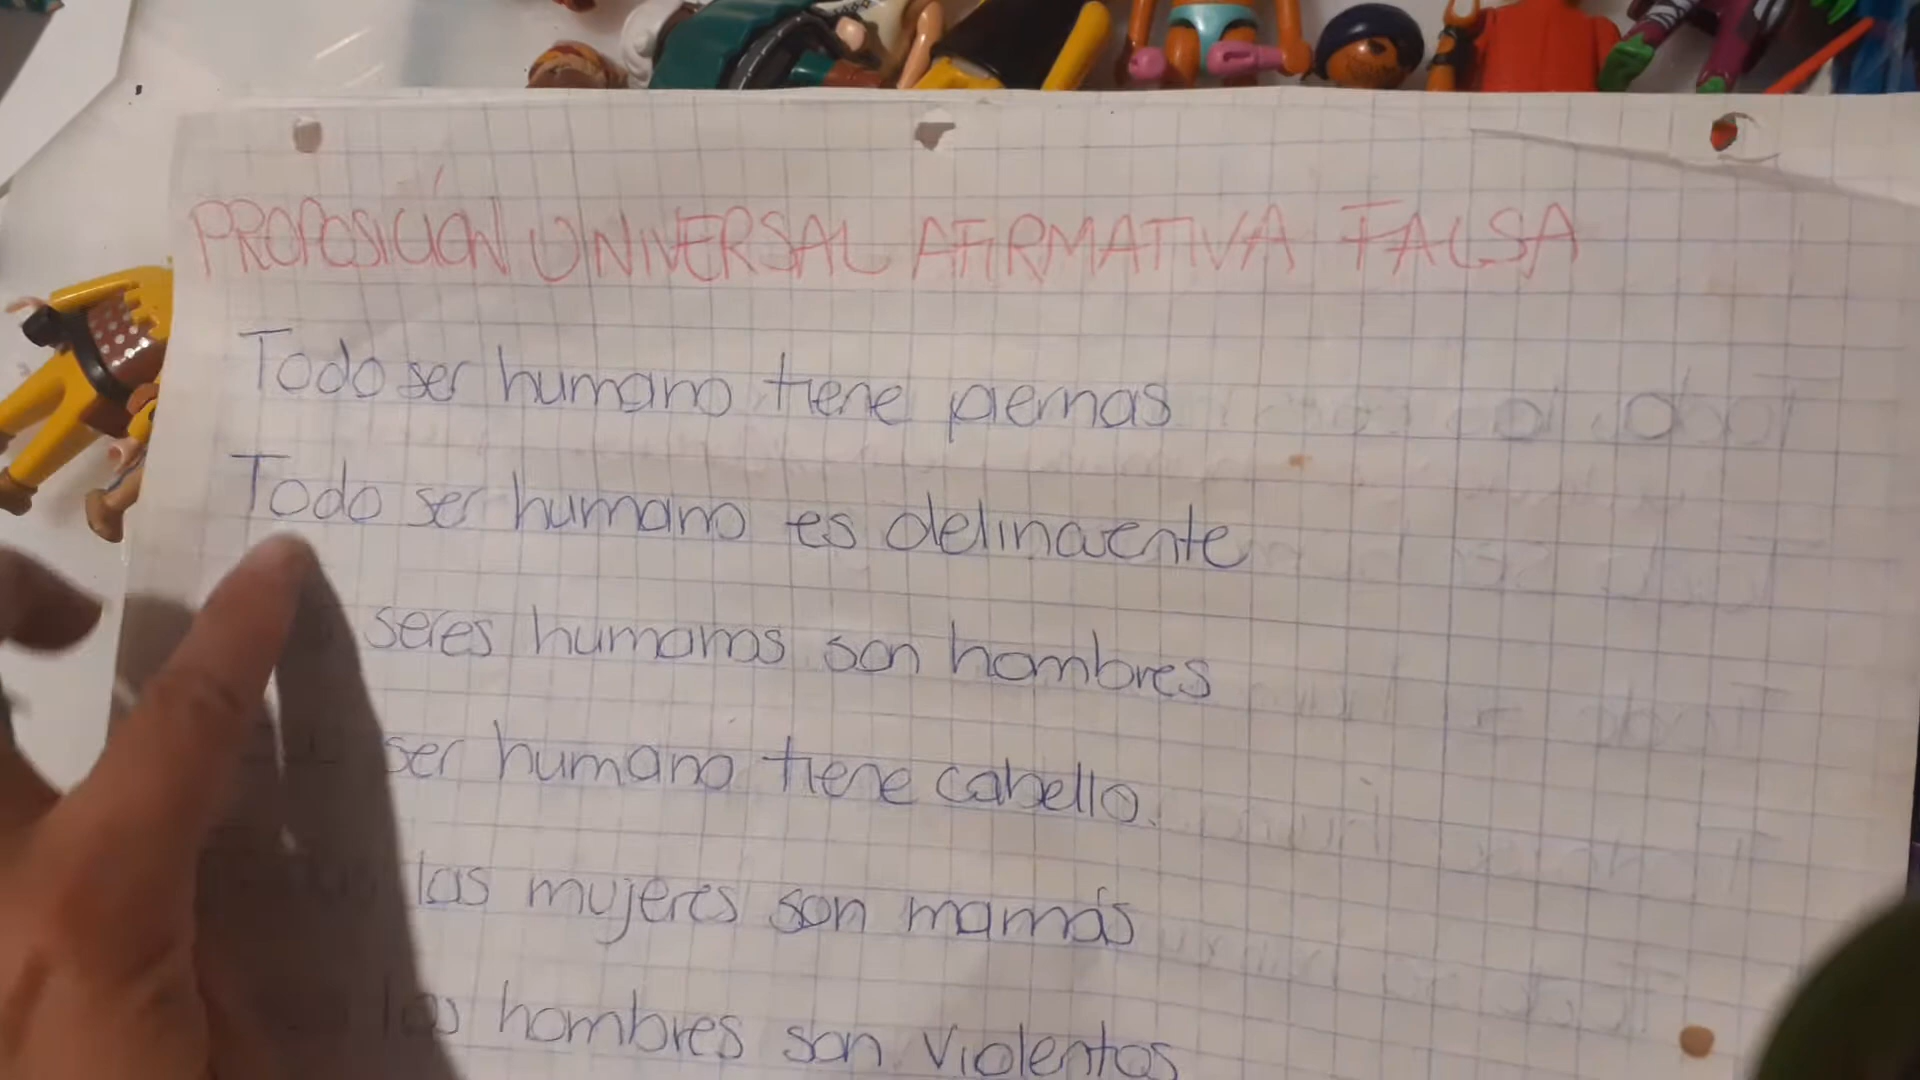 PROPOSICIÓN UNIVERSAL AFIRMATIVA FALSA
Todo ser humano tiene piernas
Todo ser humano es delincuente
seres humanos son hombres
ser humano tiene cabello.
las mujeres son mamás
los hombres son violentos